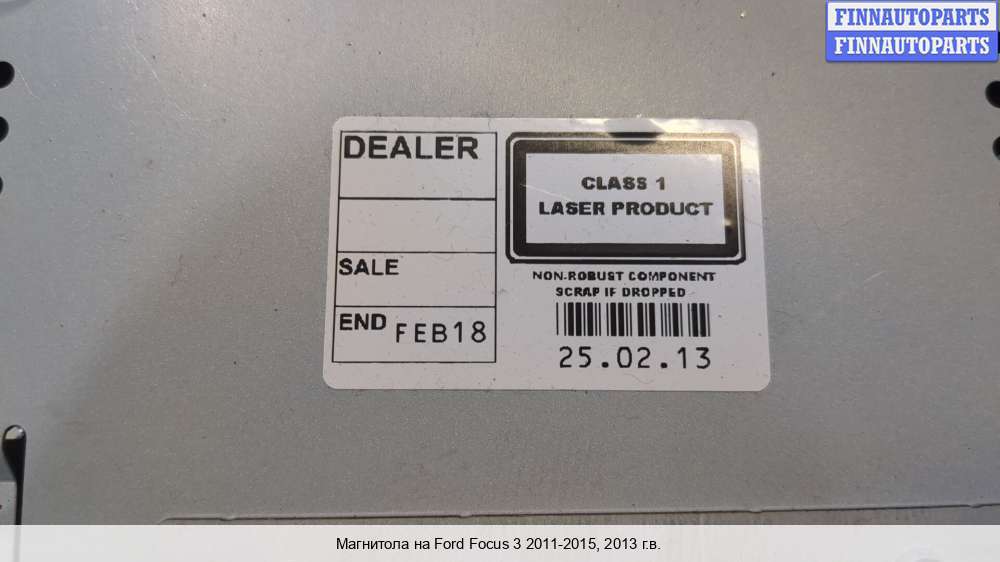 FINNAUTOPARTS
FINNAUTOPARTS
DEALER
SALE
END FEB18
CLASS 1
LASER PRODUCT
NON-ROBUST COMPONENT
SCRAP IF DROPPED
25.02.13
Магнитола на Ford Focus 3 2011-2015, 2013 г.в.